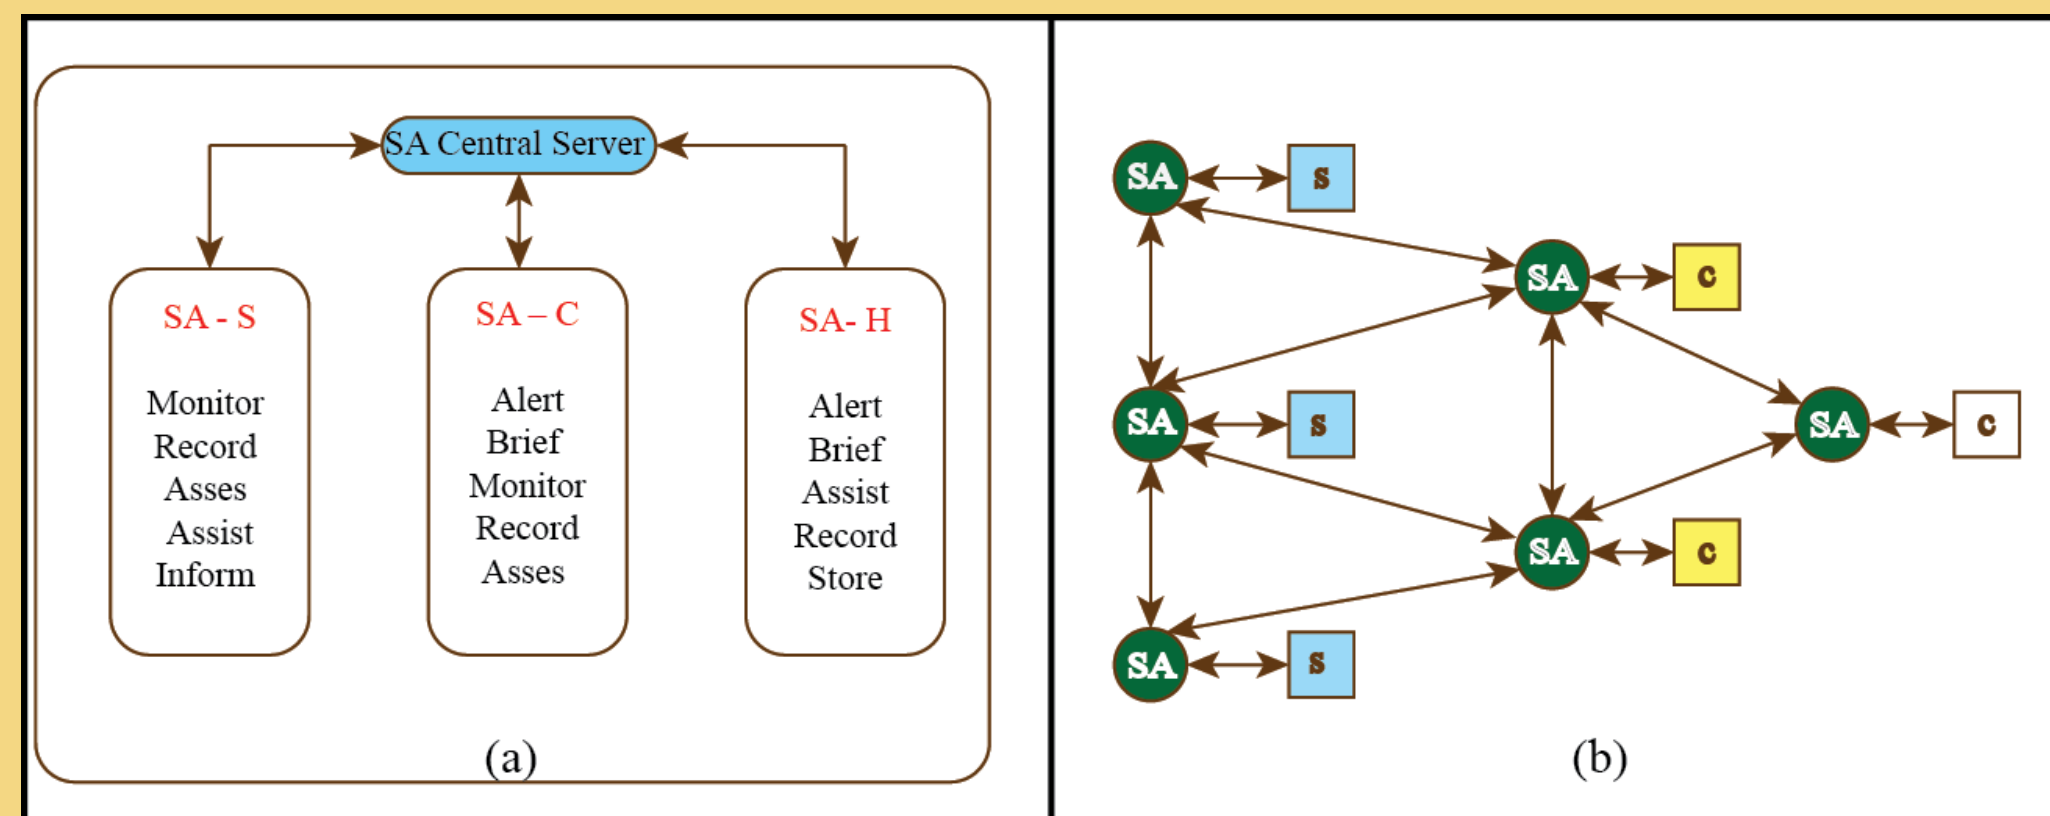 SA Central Server
SA - S
Monitor
Record
Asses
Assist
Inform
SA – C
Alert
Brief
Monitor
Record
Asses
SA- H
Alert
Brief
Assist
Record
Store
(a)
SA
S
SA
C
SA
S
SA
C
SA
C
SA
S
(b)